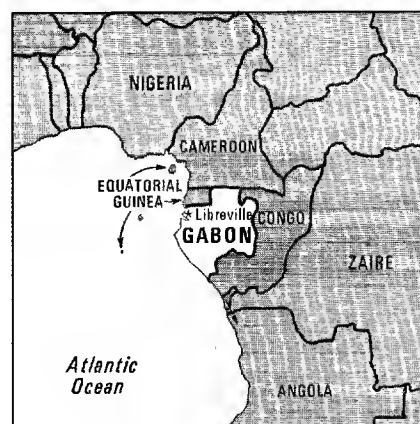 NIGERIA
CAMEROON
EQUATORIAL
GUINEA
Libreville
CONGO
GABON
ZAIRE
Atlantic
Ocean
ANGOLA